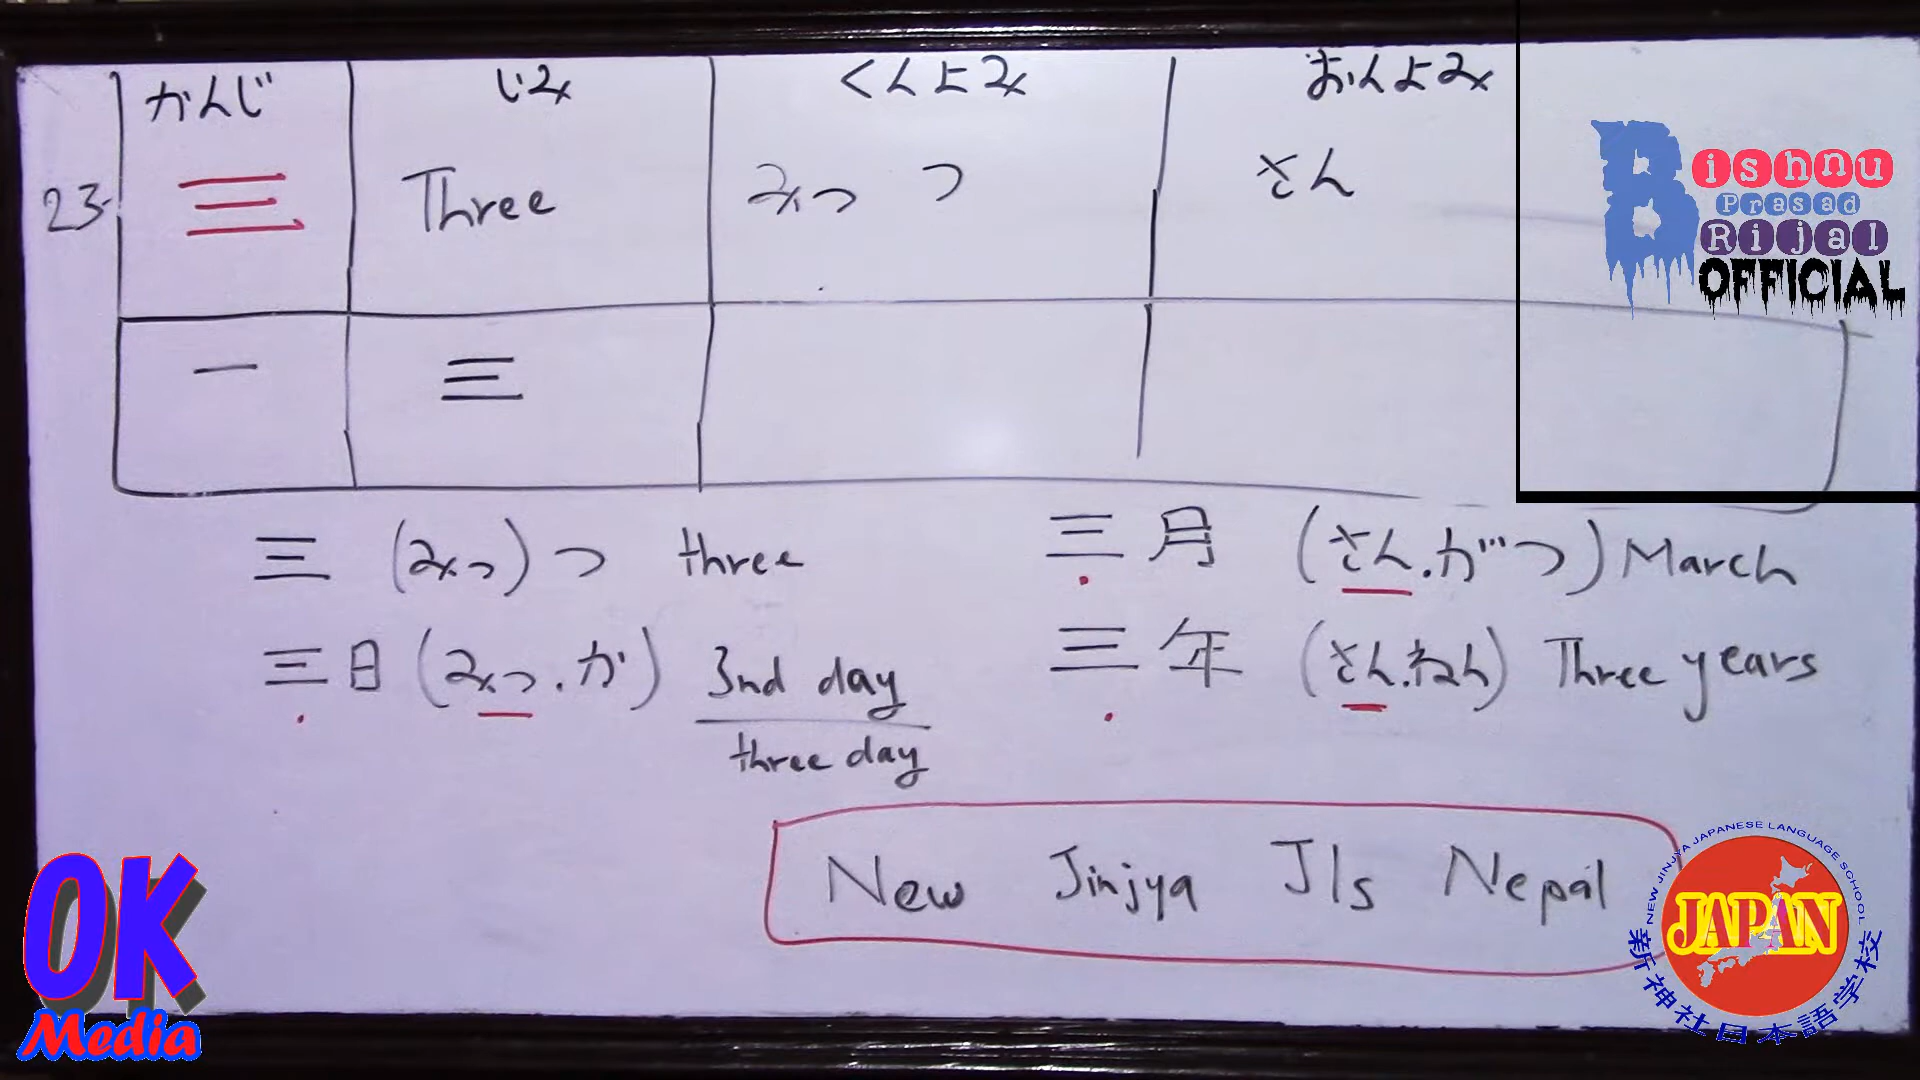 かんじ じみ くんよみ おんよみ
23. 三 Three みっ つ さん
一 三
三 (みっ) つ three
三月 (さん.がつ) March
三日 (みっ.か) 3nd day
three day
三年 (さん.ねん) Three years
New Jinjya Jls Nepal
Bishnu
Prasad
Rijal
OFFICIAL
OK
Media
NEW JINJYA JAPANESE LANGUAGE SCHOOL
JAPAN
新神社日本語学校